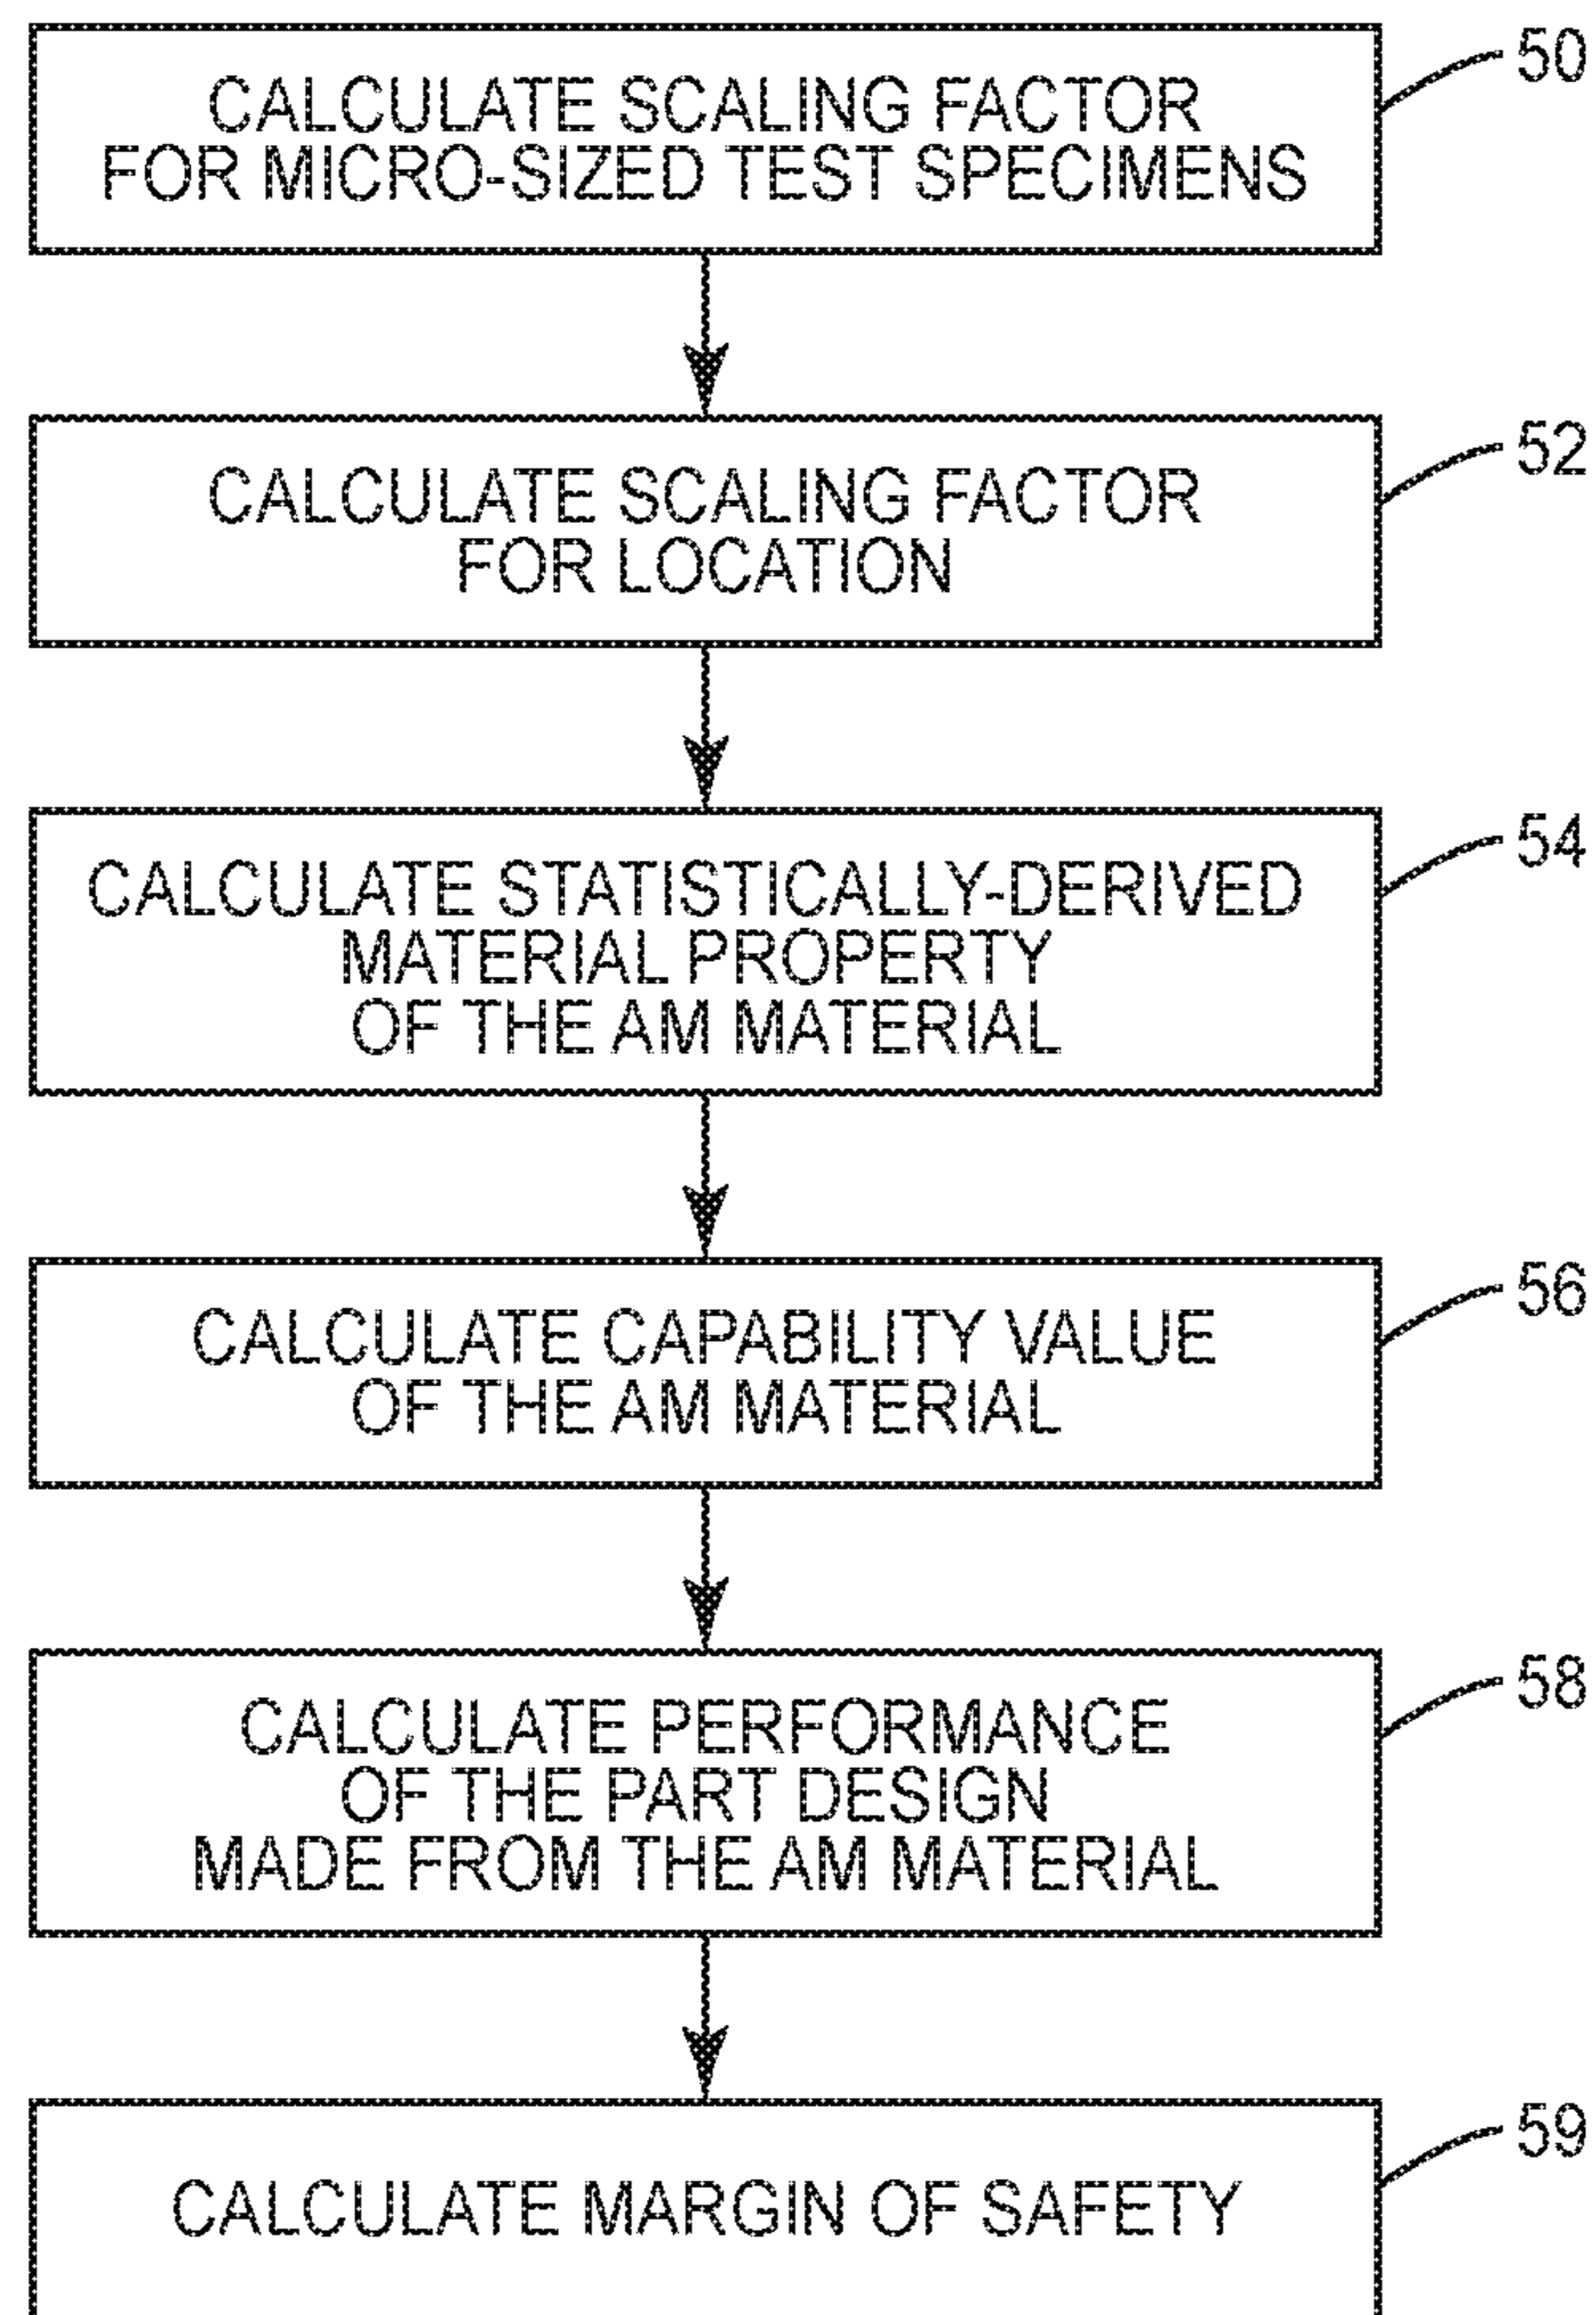 CALCULATE SCALING FACTOR
FOR MICRO-SIZED TEST SPECIMENS
50
CALCULATE SCALING FACTOR
FOR LOCATION
52
CALCULATE STATISTICALLY-DERIVED
MATERIAL PROPERTY
OF THE AM MATERIAL
54
CALCULATE CAPABILITY VALUE
OF THE AM MATERIAL
56
CALCULATE PERFORMANCE
OF THE PART DESIGN
MADE FROM THE AM MATERIAL
58
CALCULATE MARGIN OF SAFETY
59